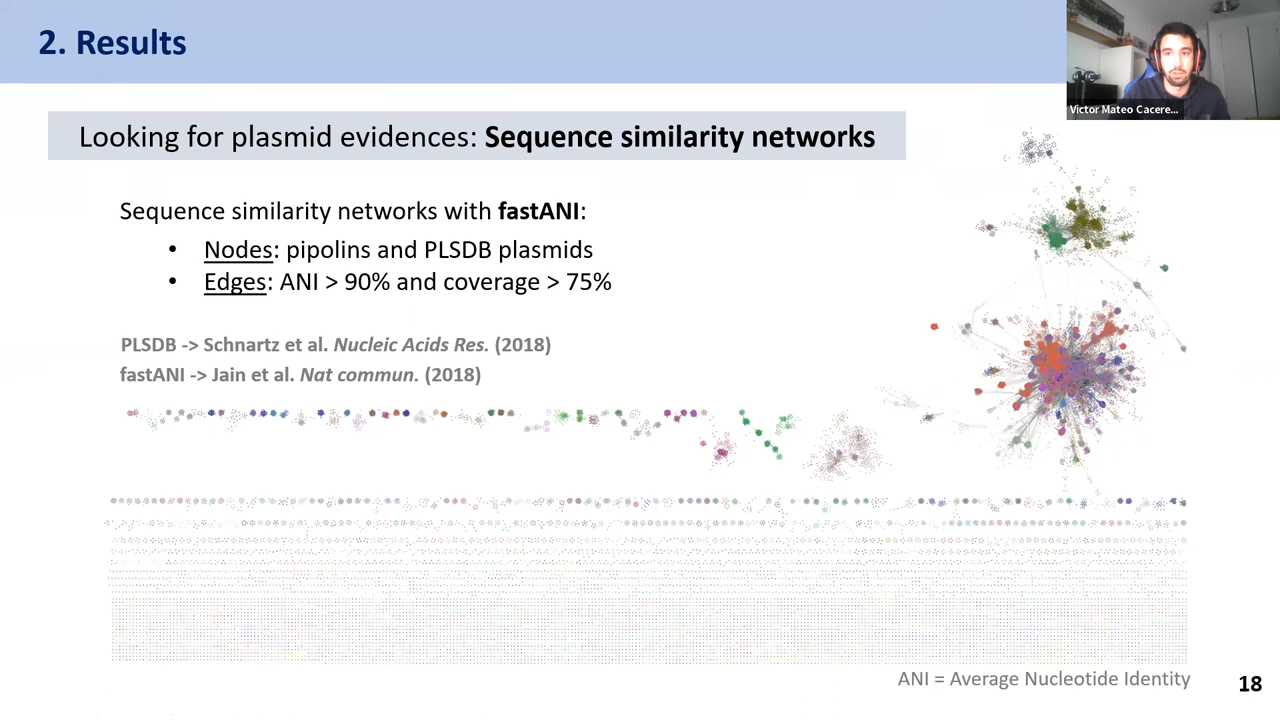 2. Results
Victor Mateo Cacere...
Looking for plasmid evidences: Sequence similarity networks
Sequence similarity networks with fastANI:
• Nodes: pipolins and PLSDB plasmids
• Edges: ANI > 90% and coverage > 75%
PLSDB -> Schnartz et al. Nucleic Acids Res. (2018)
fastANI -> Jain et al. Nat commun. (2018)
ANI = Average Nucleotide Identity
18